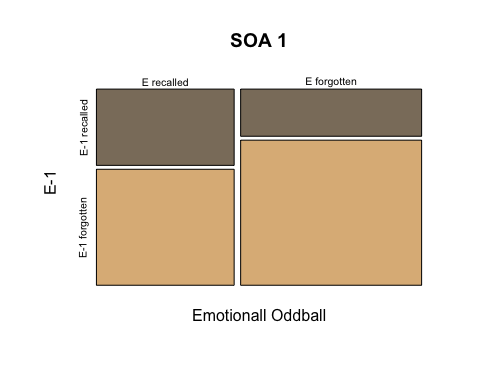 SOA 1
E recalled
E forgotten
E-1 recalled
E-1
E-1 forgotten
Emotionall Oddball